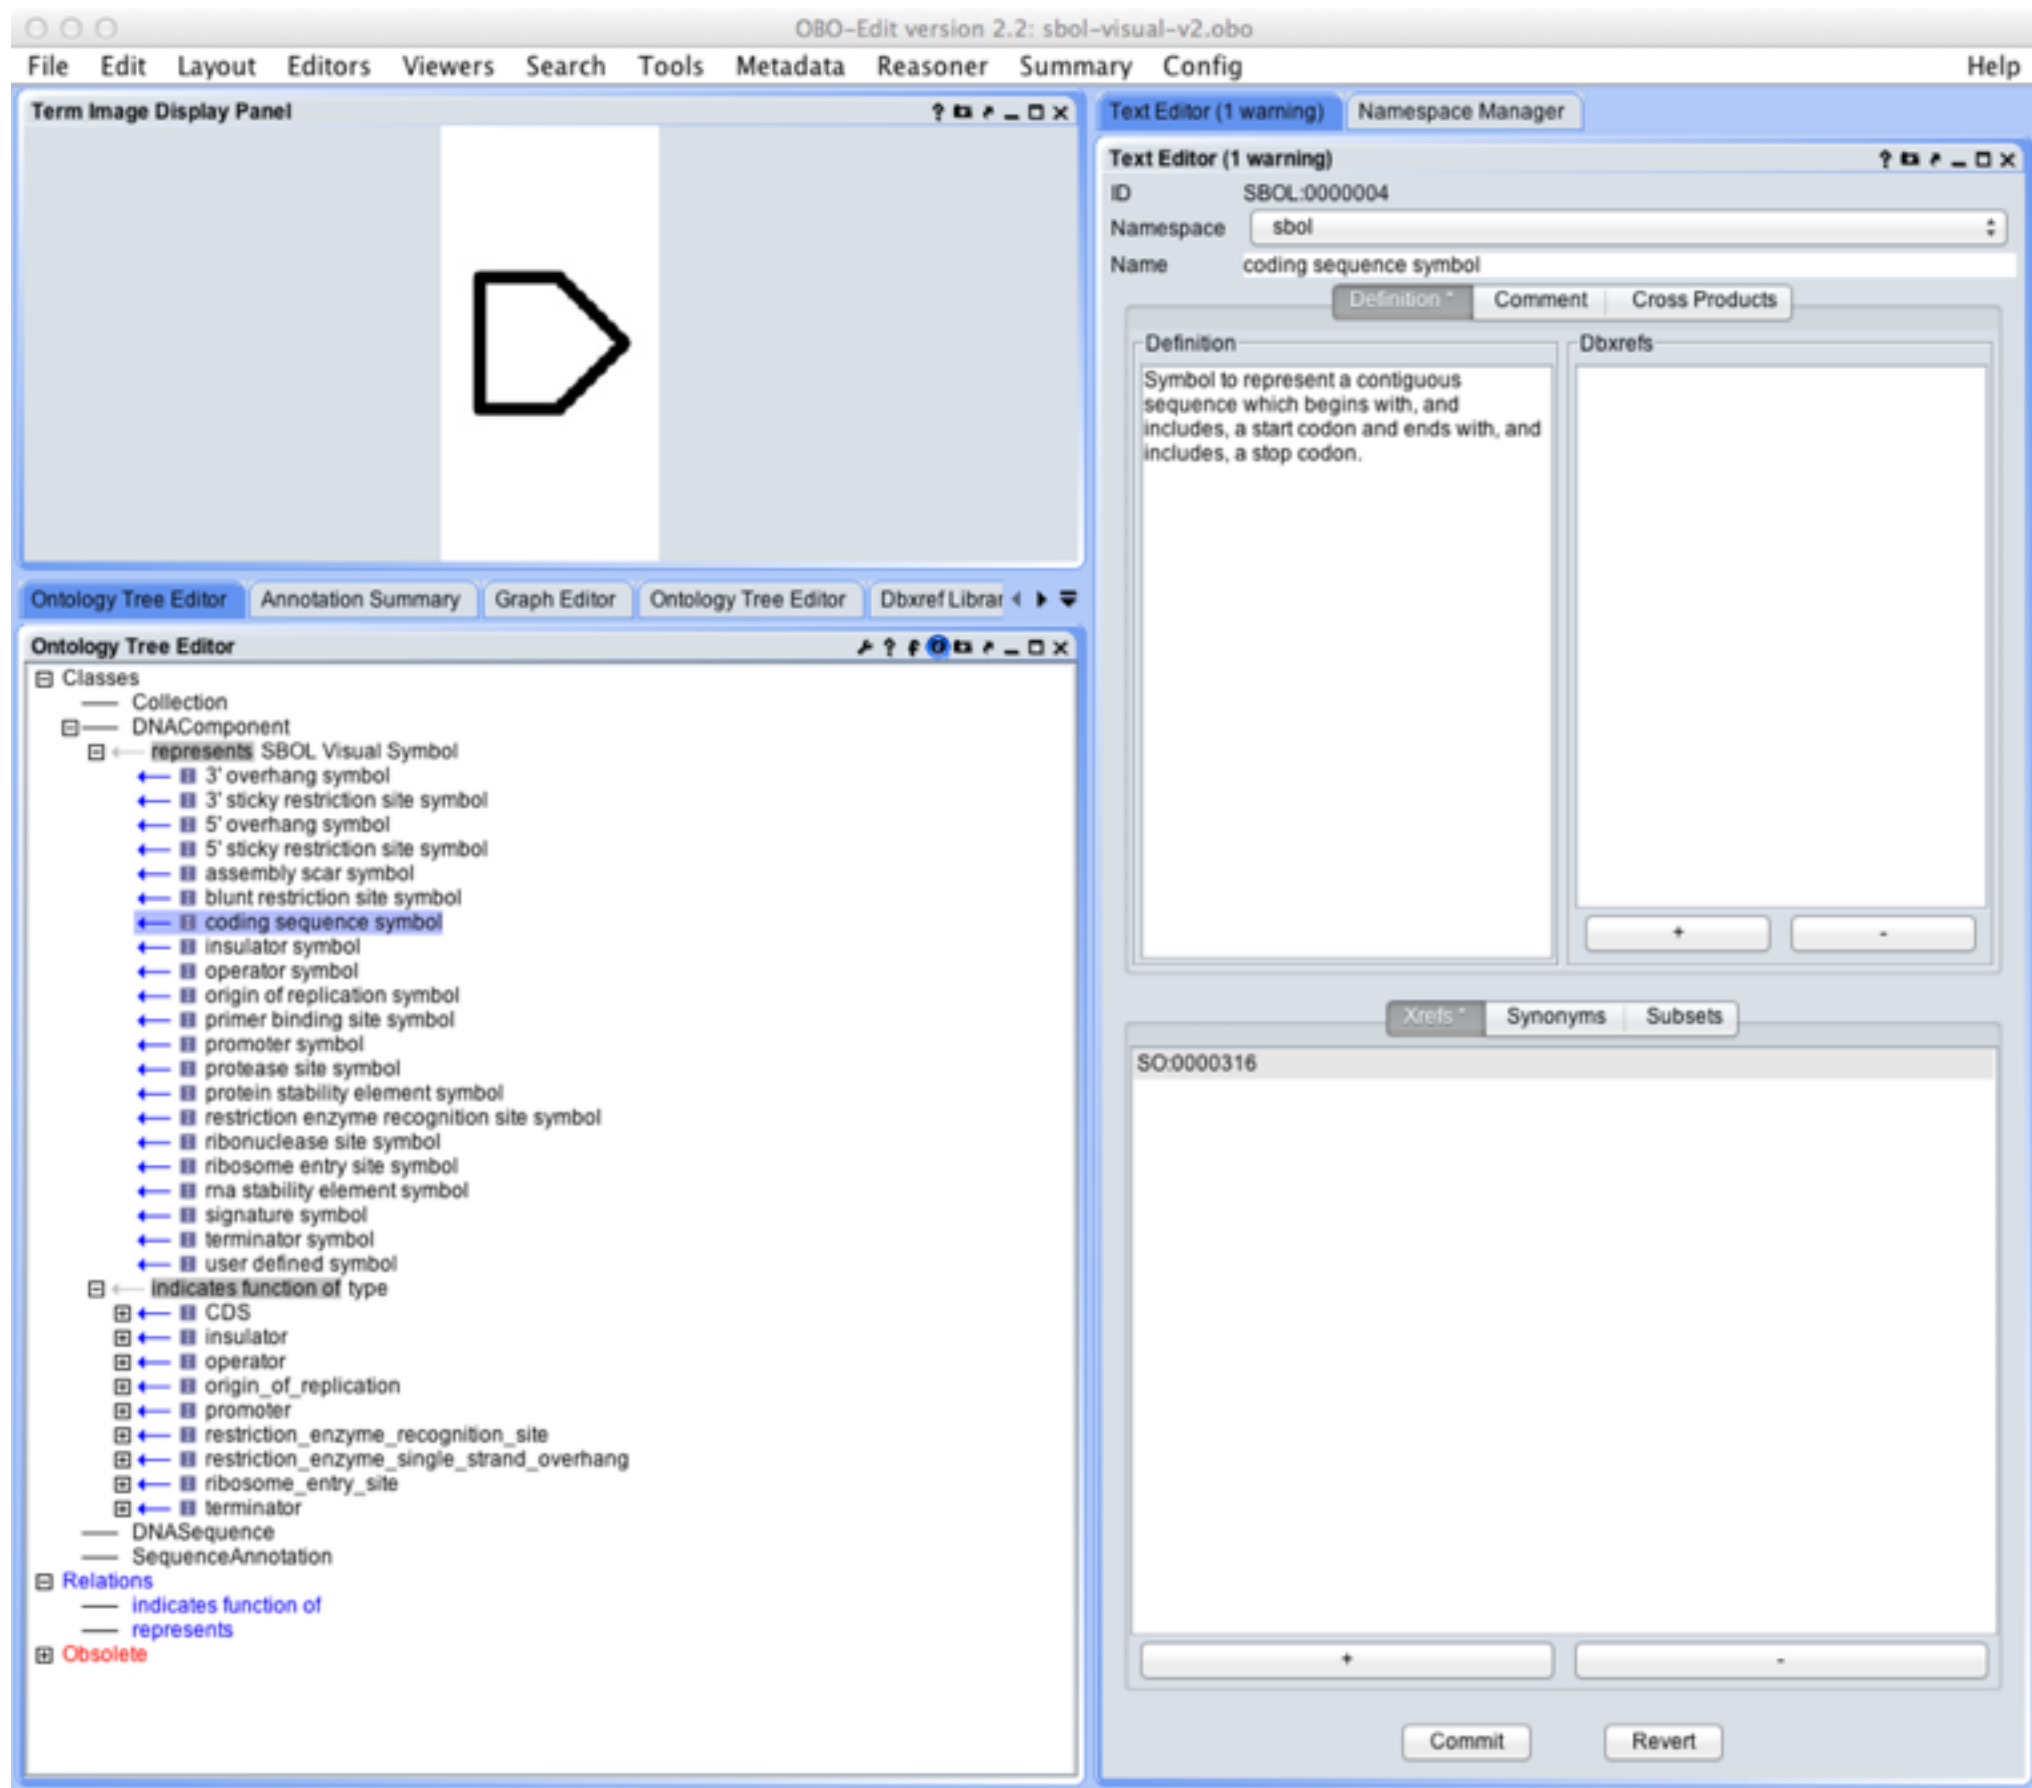 OBO-Edit version 2.2: sbol-visual-v2.obo
File Edit Layout Editors Viewers Search Tools Metadata Reasoner Summary Config Help
Term Image Display Panel
Ontology Tree Editor Annotation Summary Graph Editor Ontology Tree Editor Dbxref Librar
Ontology Tree Editor
Classes
Collection
DNAComponent
represents SBOL Visual Symbol
3' overhang symbol
3' sticky restriction site symbol
5' overhang symbol
5' sticky restriction site symbol
assembly scar symbol
blunt restriction site symbol
coding sequence symbol
insulator symbol
operator symbol
origin of replication symbol
primer binding site symbol
promoter symbol
protease site symbol
protein stability element symbol
restriction enzyme recognition site symbol
ribonuclease site symbol
ribosome entry site symbol
rna stability element symbol
signature symbol
terminator symbol
user defined symbol
indicates function of type
CDS
insulator
operator
origin_of_replication
promoter
restriction_enzyme_recognition_site
restriction_enzyme_single_strand_overhang
ribosome_entry_site
terminator
DNASequence
SequenceAnnotation
Relations
indicates function of
represents
Obsolete
Text Editor (1 warning) Namespace Manager
Text Editor (1 warning)
ID SBOL:0000004
Namespace sbol
Name coding sequence symbol
Definition * Comment Cross Products
Definition
Symbol to represent a contiguous
sequence which begins with, and
includes, a start codon and ends with, and
includes, a stop codon.
Dbxrefs
+ -
Xrefs * Synonyms Subsets
SO:0000316
+ -
Commit Revert